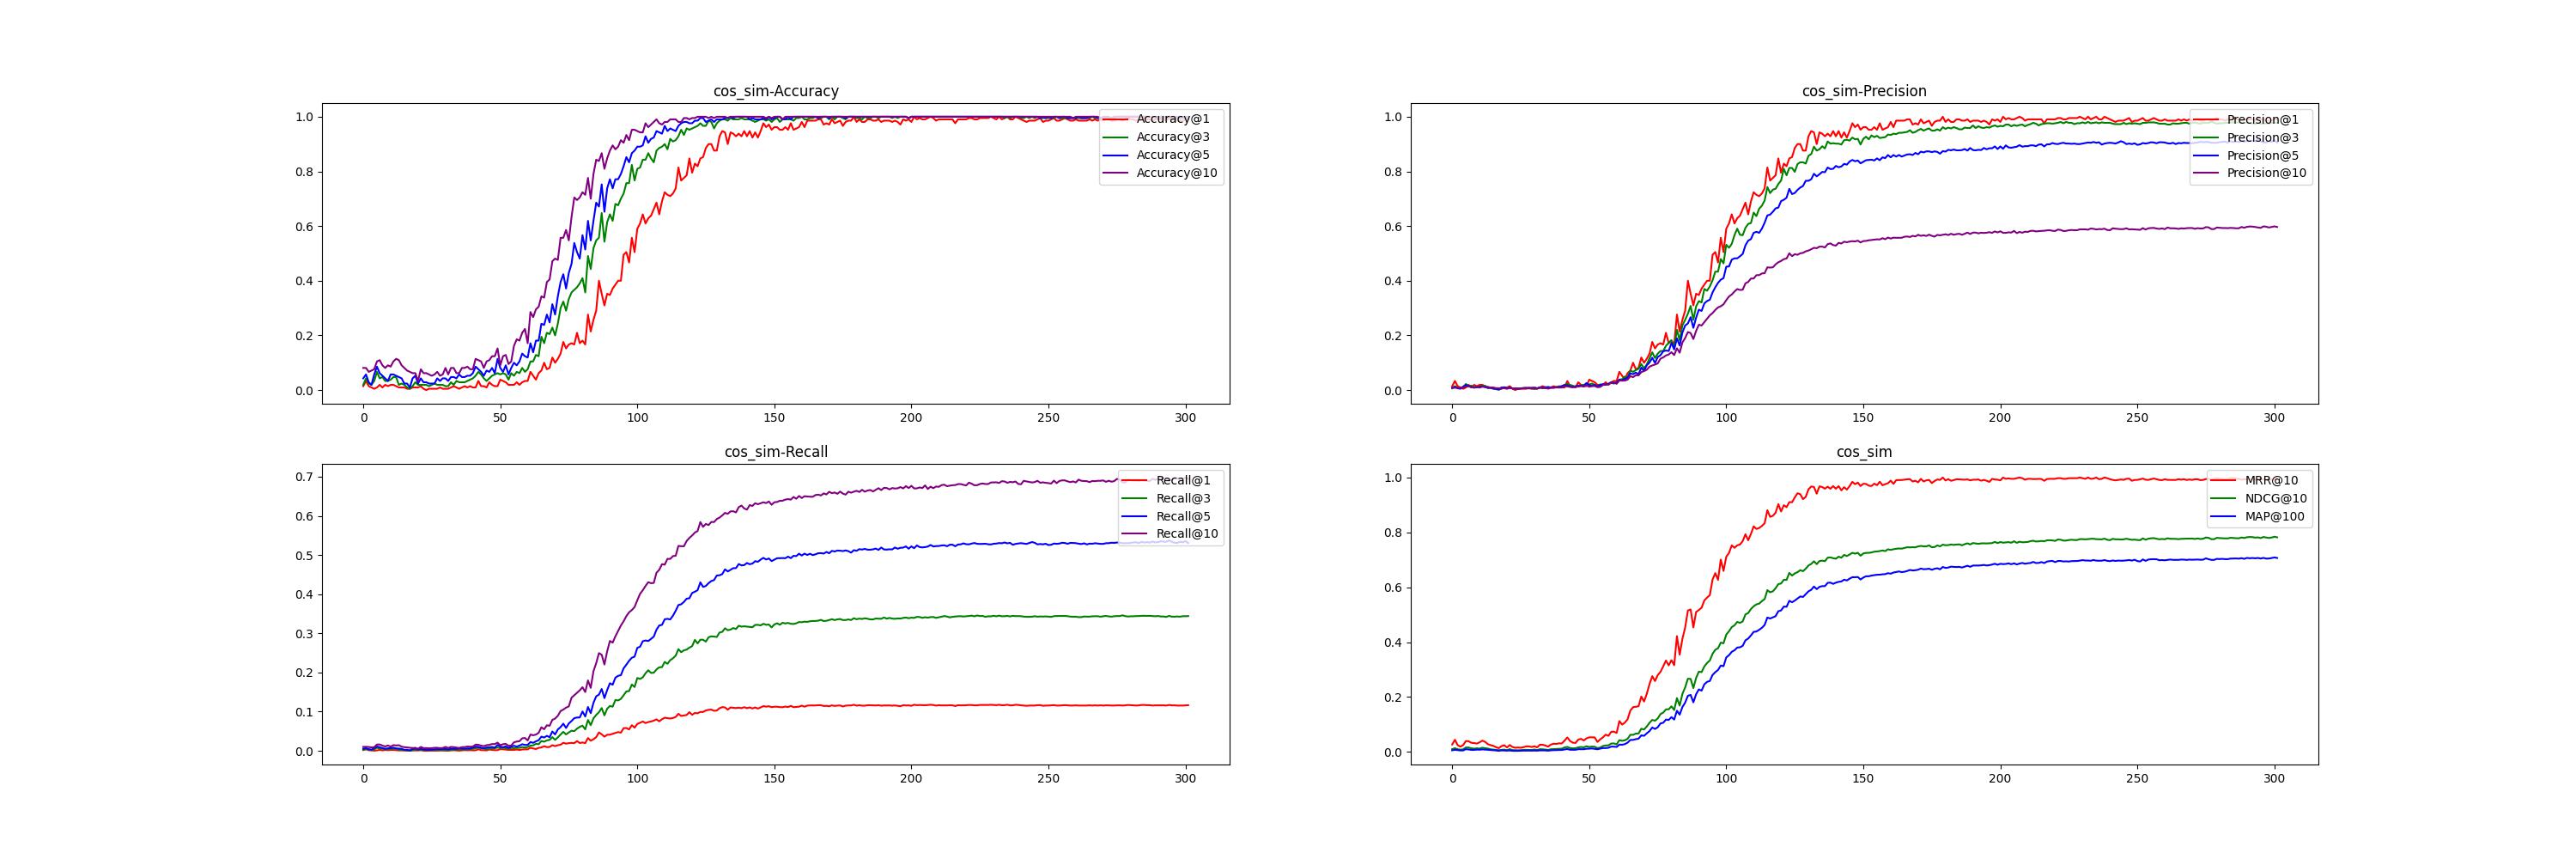 cos_sim-Accuracy
1.0
0.8
0.6
0.4
0.2
0.0
0 50 100 150 200 250 300
Accuracy@1
Accuracy@3
Accuracy@5
Accuracy@10
cos_sim-Precision
1.0
0.8
0.6
0.4
0.2
0.0
0 50 100 150 200 250 300
Precision@1
Precision@3
Precision@5
Precision@10
cos_sim-Recall
0.7
0.6
0.5
0.4
0.3
0.2
0.1
0.0
0 50 100 150 200 250 300
Recall@1
Recall@3
Recall@5
Recall@10
cos_sim
1.0
0.8
0.6
0.4
0.2
0.0
0 50 100 150 200 250 300
MRR@10
NDCG@10
MAP@100